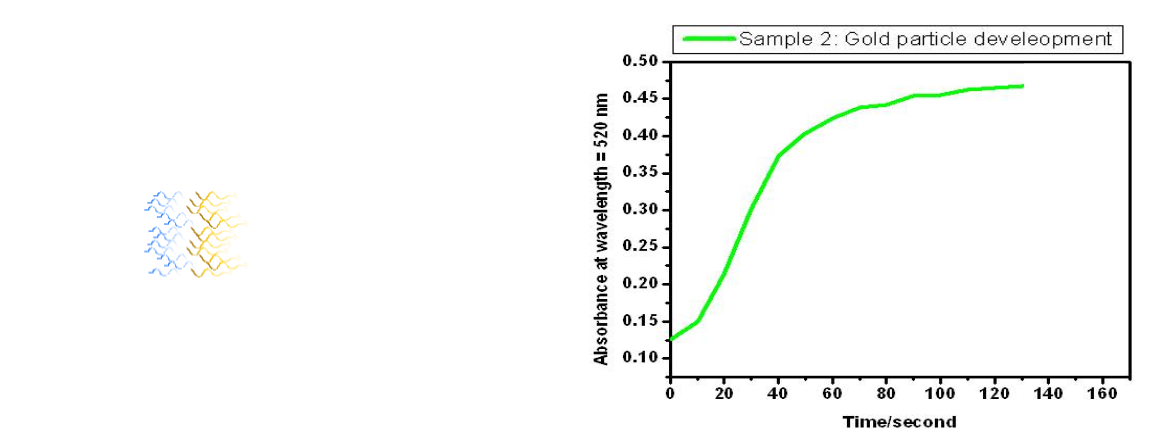 Sample 2: Gold particle develeopment
0.50
0.45
0.40
0.35
0.30
0.25
0.20
0.15
0.10
Absorbance at wavelength = 520 nm
0 20 40 60 80 100 120 140 160
Time/second